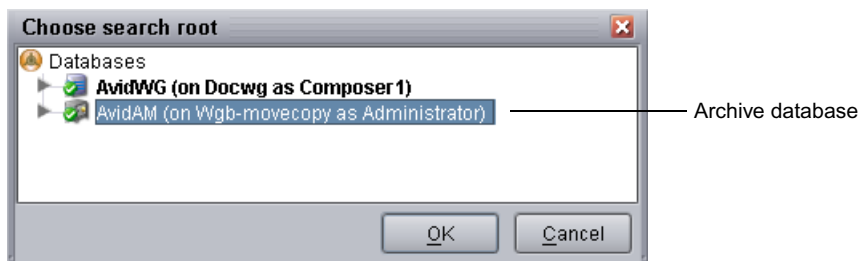 Choose search root
Databases
AvidWG (on Docwg as Composer1)
AvidAM (on Wgb-movecopy as Administrator)
Archive database
OK
Cancel